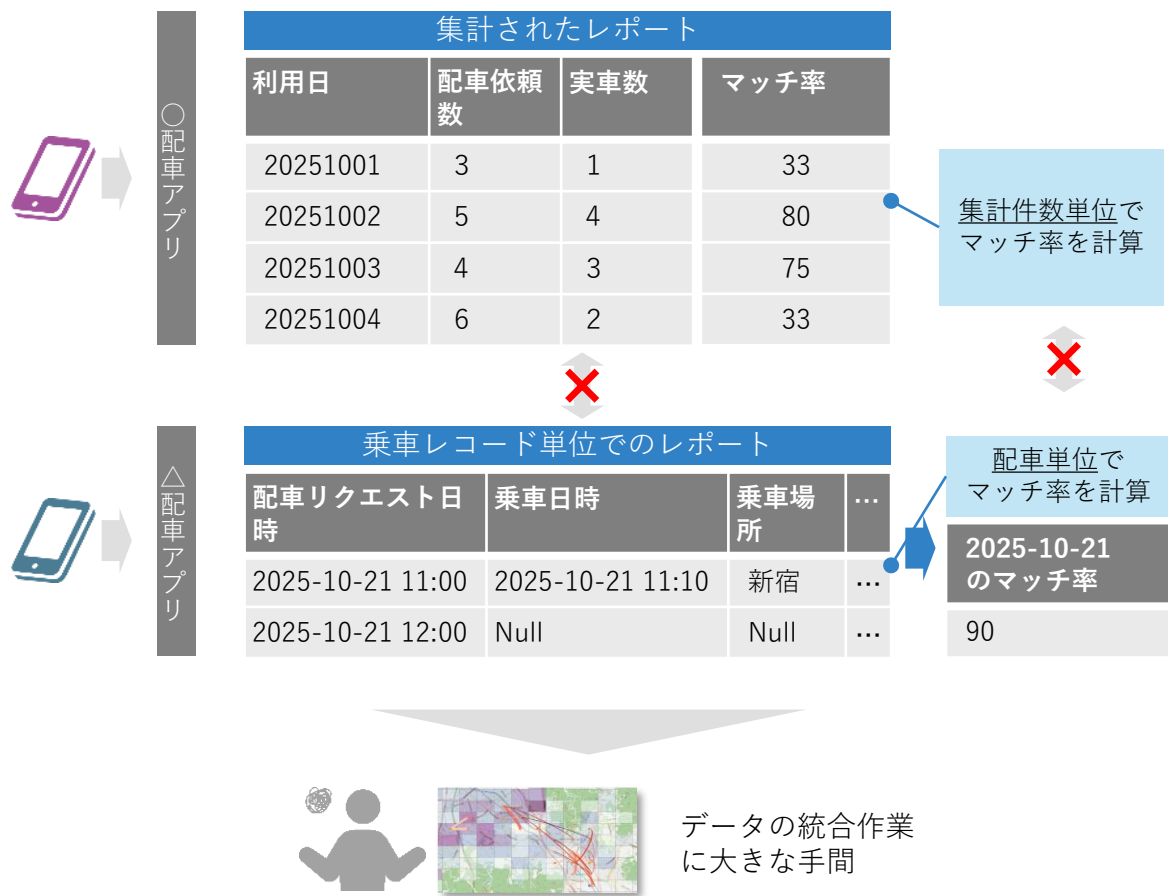 集計されたレポート
○配車アプリ
利用日 配車依頼数 実車数 マッチ率
20251001 3 1 33
20251002 5 4 80
20251003 4 3 75
20251004 6 2 33
集計件数単位で
マッチ率を計算
△配車アプリ
乗車レコード単位でのレポート
配車リクエスト日時 乗車日時 乗車場所 …
2025-10-21 11:00 2025-10-21 11:10 新宿 …
2025-10-21 12:00 Null Null …
配車単位で
マッチ率を計算
2025-10-21
のマッチ率
90
データの統合作業
に大きな手間